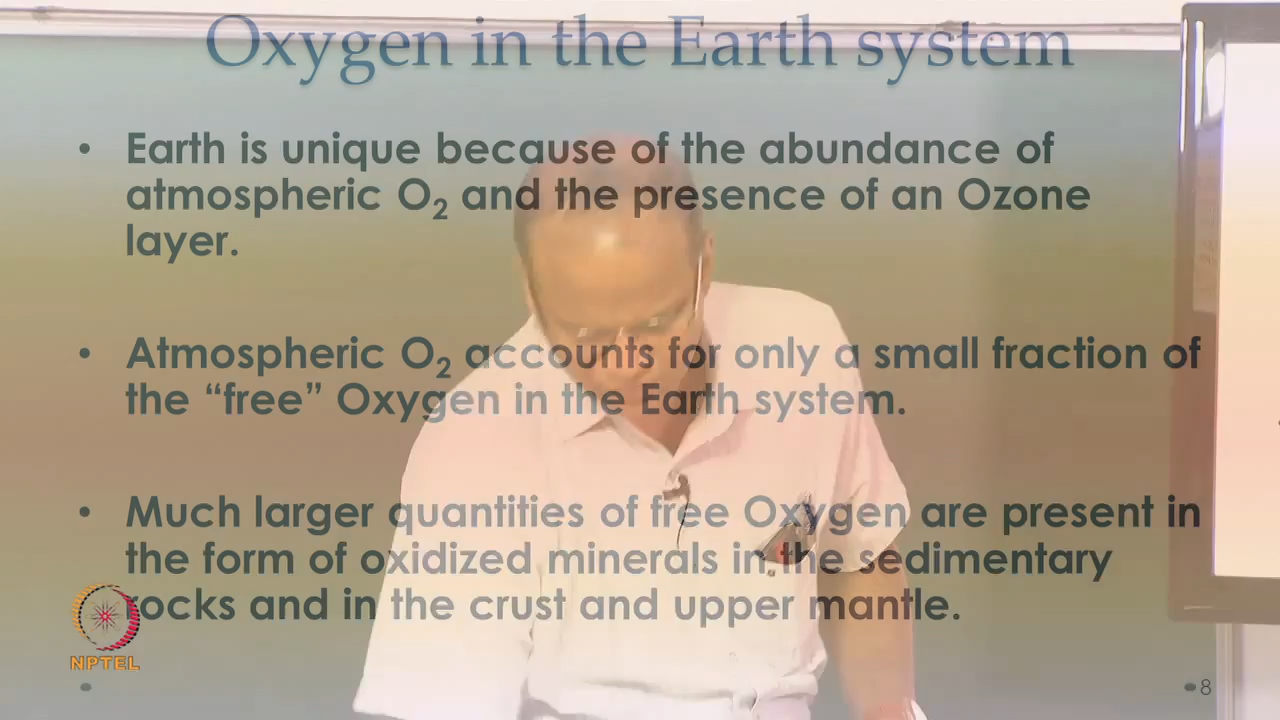 Oxygen in the Earth system
• Earth is unique because of the abundance of
atmospheric O₂ and the presence of an Ozone
layer.
• Atmospheric O₂ accounts for only a small fraction of
the “free” Oxygen in the Earth system.
• Much larger quantities of free Oxygen are present in
the form of oxidized minerals in the sedimentary
rocks and in the crust and upper mantle.
NPTEL
8